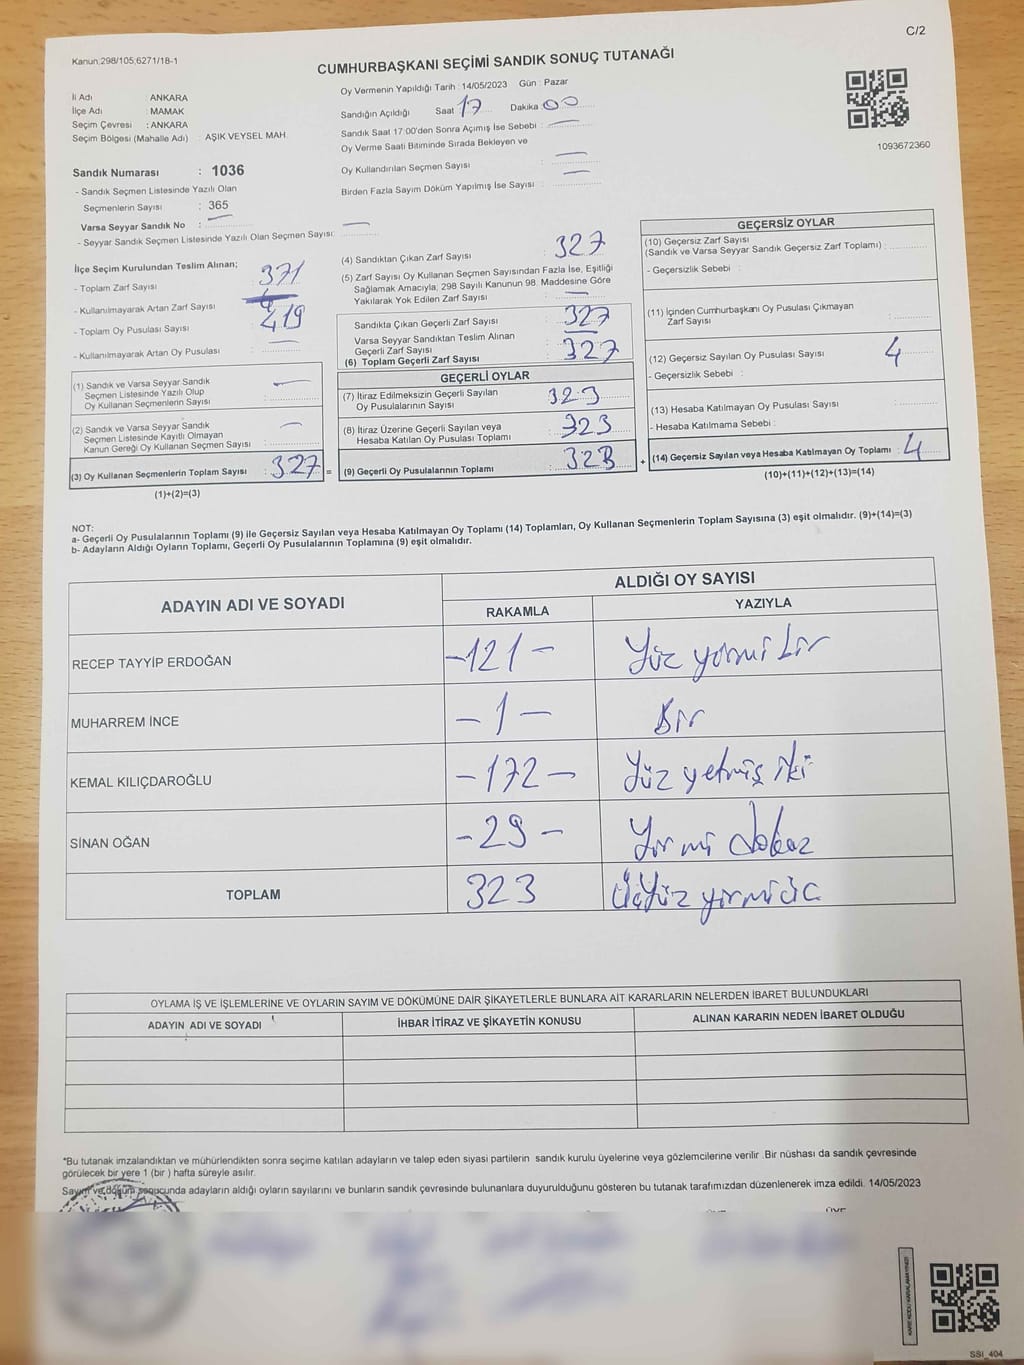 C/2
Kanun;298/105;6271/18-1
CUMHURBAŞKANI SEÇİMİ SANDIK SONUÇ TUTANAĞI
İl Adı : ANKARA
İlçe Adı : MAMAK
Seçim Çevresi : ANKARA
Seçim Bölgesi (Mahalle Adı) : AŞIK VEYSEL MAH.
Oy Vermenin Yapıldığı Tarih : 14/05/2023 Gün : Pazar
Sandığın Açıldığı Saat 17 Dakika 00
Sandık Saat 17:00'den Sonra Açımış İse Sebebi : —
Oy Verme Saati Bitiminde Sırada Bekleyen ve
Oy Kullandırılan Seçmen Sayısı : —
Birden Fazla Sayım Döküm Yapılmış İse Sayısı : —
1093672360
Sandık Numarası : 1036
- Sandık Seçmen Listesinde Yazılı Olan
Seçmenlerin Sayısı : 365
Varsa Seyyar Sandık No : —
- Seyyar Sandık Seçmen Listesinde Yazılı Olan Seçmen Sayısı: —
İlçe Seçim Kurulundan Teslim Alınan;
- Toplam Zarf Sayısı : 371
- Kullanılmayarak Artan Zarf Sayısı :
- Toplam Oy Pusulası Sayısı : 419
- Kullanılmayarak Artan Oy Pusulası : —
(1) Sandık ve Varsa Seyyar Sandık
Seçmen Listesinde Yazılı Olup
Oy Kullanan Seçmenlerin Sayısı : —
(2) Sandık ve Varsa Seyyar Sandık
Seçmen Listesinde Kayıtlı Olmayan
Kanun Gereği Oy Kullanan Seçmen Sayısı : —
(3) Oy Kullanan Seçmenlerin Toplam Sayısı : 327 =
(1)+(2)=(3)
(4) Sandıktan Çıkan Zarf Sayısı : 327
(5) Zarf Sayısı Oy Kullanan Seçmen Sayısından Fazla İse, Eşitliği
Sağlamak Amacıyla; 298 Sayılı Kanunun 98. Maddesine Göre
Yakılarak Yok Edilen Zarf Sayısı : —
Sandıkta Çıkan Geçerli Zarf Sayısı : 327
Varsa Seyyar Sandıktan Teslim Alınan
Geçerli Zarf Sayısı : —
(6) Toplam Geçerli Zarf Sayısı : 327
GEÇERLİ OYLAR
(7) İtiraz Edilmeksizin Geçerli Sayılan
Oy Pusulalarının Sayısı : 323
(8) İtiraz Üzerine Geçerli Sayılan veya
Hesaba Katılan Oy Pusulası Toplamı : 323
(9) Geçerli Oy Pusulalarının Toplamı : 323 +
GEÇERSİZ OYLAR
(10) Geçersiz Zarf Sayısı
(Sandık ve Varsa Seyyar Sandık Geçersiz Zarf Toplamı) :
- Geçersizlik Sebebi :
(11) İçinden Cumhurbaşkanı Oy Pusulası Çıkmayan
Zarf Sayısı :
(12) Geçersiz Sayılan Oy Pusulası Sayısı : 4
- Geçersizlik Sebebi :
(13) Hesaba Katılmayan Oy Pusulası Sayısı :
- Hesaba Katılmama Sebebi :
(14) Geçersiz Sayılan veya Hesaba Katılmayan Oy Toplamı : 4
(10)+(11)+(12)+(13)=(14)
NOT:
a- Geçerli Oy Pusulalarının Toplamı (9) ile Geçersiz Sayılan veya Hesaba Katılmayan Oy Toplamı (14) Toplamları, Oy Kullanan Seçmenlerin Toplam Sayısına (3) eşit olmalıdır. (9)+(14)=(3)
b- Adayların Aldığı Oyların Toplamı, Geçerli Oy Pusulalarının Toplamına (9) eşit olmalıdır.
ADAYIN ADI VE SOYADI ALDIĞI OY SAYISI
RAKAMLA YAZIYLA
RECEP TAYYİP ERDOĞAN -121- Yüz yirmi bir
MUHARREM İNCE -1- Bir
KEMAL KILIÇDAROĞLU -172- Yüz yetmiş iki
SİNAN OĞAN -29- Yirmi dokuz
TOPLAM 323 Üçyüz yirmi üç
OYLAMA İŞ VE İŞLEMLERİNE VE OYLARIN SAYIM VE DÖKÜMÜNE DAİR ŞİKAYETLERLE BUNLARA AİT KARARLARIN NELERDEN İBARET BULUNDUKLARI
ADAYIN ADI VE SOYADI İHBAR İTİRAZ VE ŞİKAYETİN KONUSU ALINAN KARARIN NEDEN İBARET OLDUĞU
*Bu tutanak imzalandıktan ve mühürlendikten sonra seçime katılan adayların ve talep eden siyasi partilerin sandık kurulu üyelerine veya gözlemcilerine verilir. Bir nüshası da sandık çevresinde
görülecek bir yere 1 (bir) hafta süreyle asılır.
Sayım ve döküm sonucunda adayların aldığı oyların sayılarını ve bunların sandık çevresinde bulunanlara duyurulduğunu gösteren bu tutanak tarafımızdan düzenlenerek imza edildi. 14/05/2023
KARE KODU KARALAMAYINIZ!
SSI_404